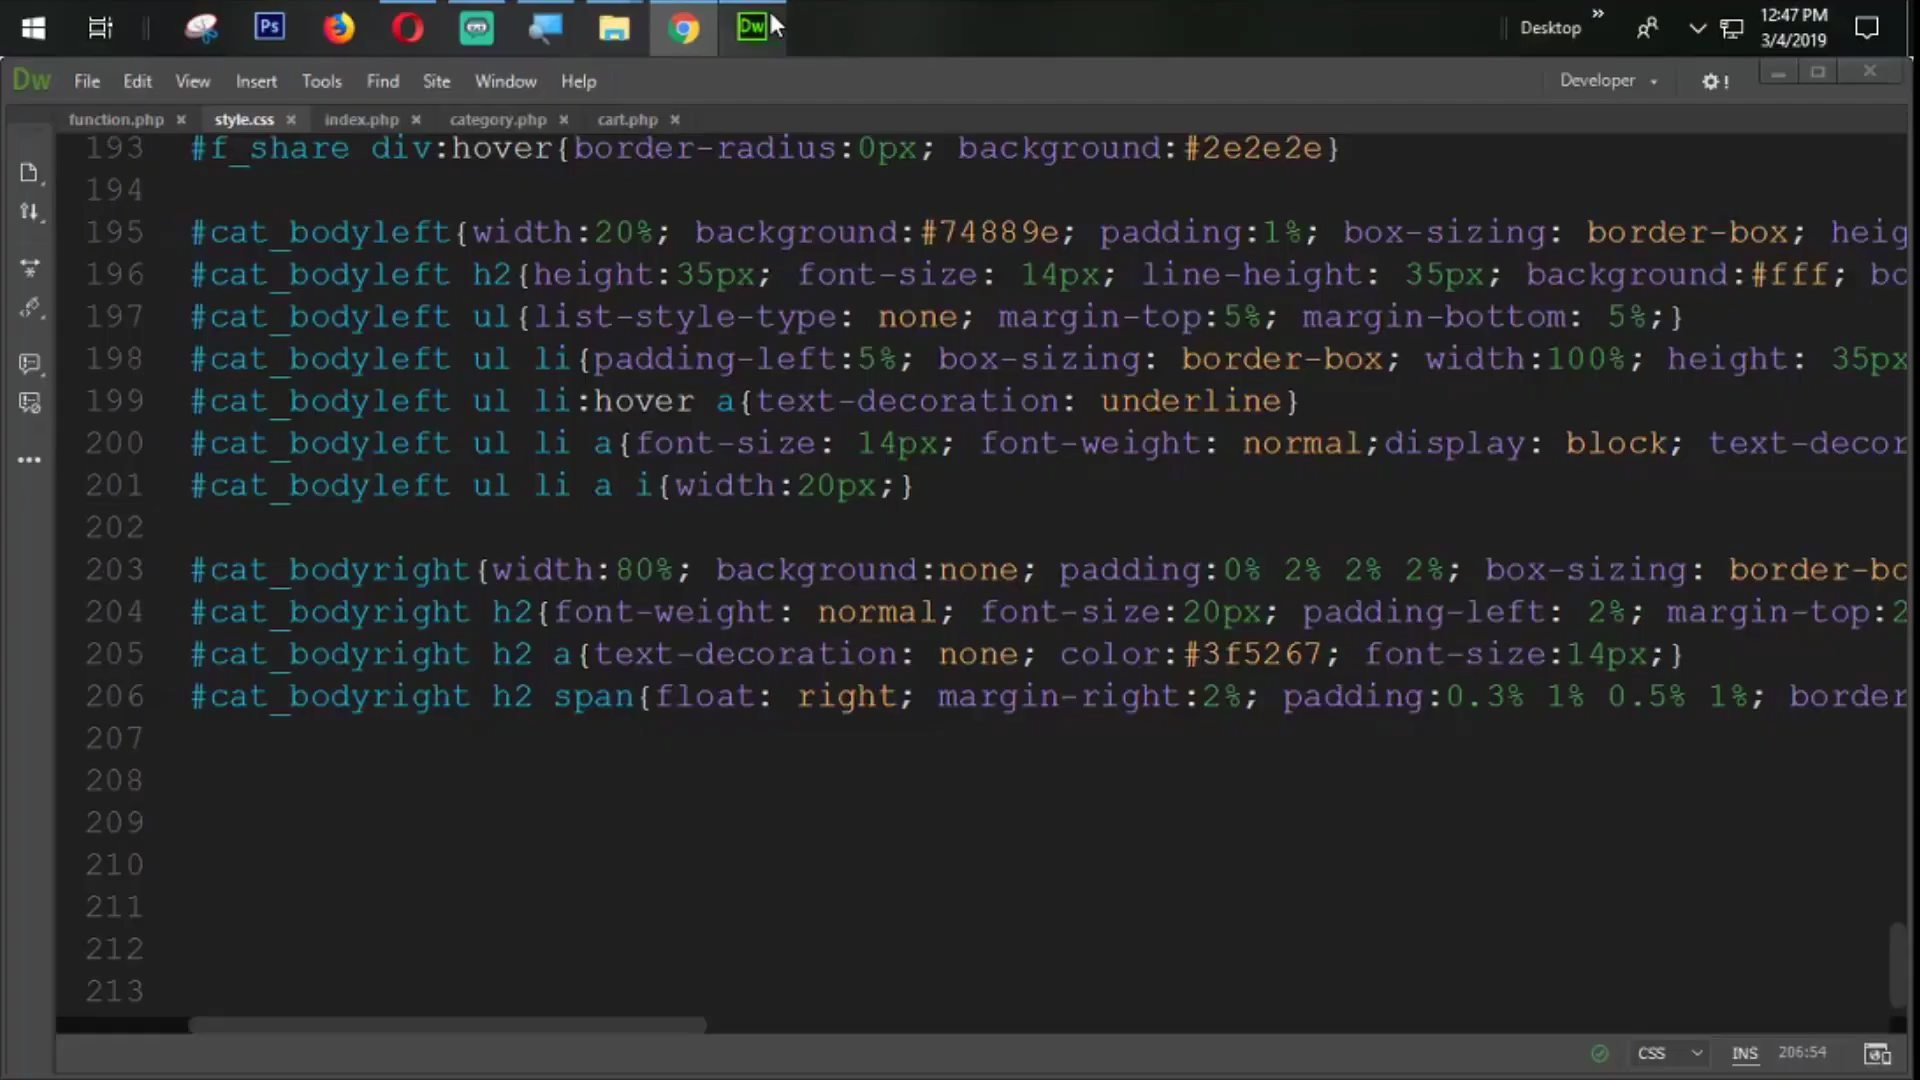 Ps
Dw
Desktop
»
12:47 PM
3/4/2019
Dw File Edit View Insert Tools Find Site Window Help
Developer
!
function.php
style.css
index.php
category.php
cart.php
193 #f_share div:hover{border-radius:0px; background:#2e2e2e}
194
195 #cat_bodyleft{width:20%; background:#74889e; padding:1%; box-sizing: border-box; heig
196 #cat_bodyleft h2{height:35px; font-size: 14px; line-height: 35px; background:#fff; bo
197 #cat_bodyleft ul{list-style-type: none; margin-top:5%; margin-bottom: 5%;}
198 #cat_bodyleft ul li{padding-left:5%; box-sizing: border-box; width:100%; height: 35px
199 #cat_bodyleft ul li:hover a{text-decoration: underline}
200 #cat_bodyleft ul li a{font-size: 14px; font-weight: normal;display: block; text-decor
201 #cat_bodyleft ul li a i{width:20px;}
202
203 #cat_bodyright{width:80%; background:none; padding:0% 2% 2% 2%; box-sizing: border-bo
204 #cat_bodyright h2{font-weight: normal; font-size:20px; padding-left: 2%; margin-top:2
205 #cat_bodyright h2 a{text-decoration: none; color:#3f5267; font-size:14px;}
206 #cat_bodyright h2 span{float: right; margin-right:2%; padding:0.3% 1% 0.5% 1%; border
207
208
209
210
211
212
213
CSS
INS
206:54